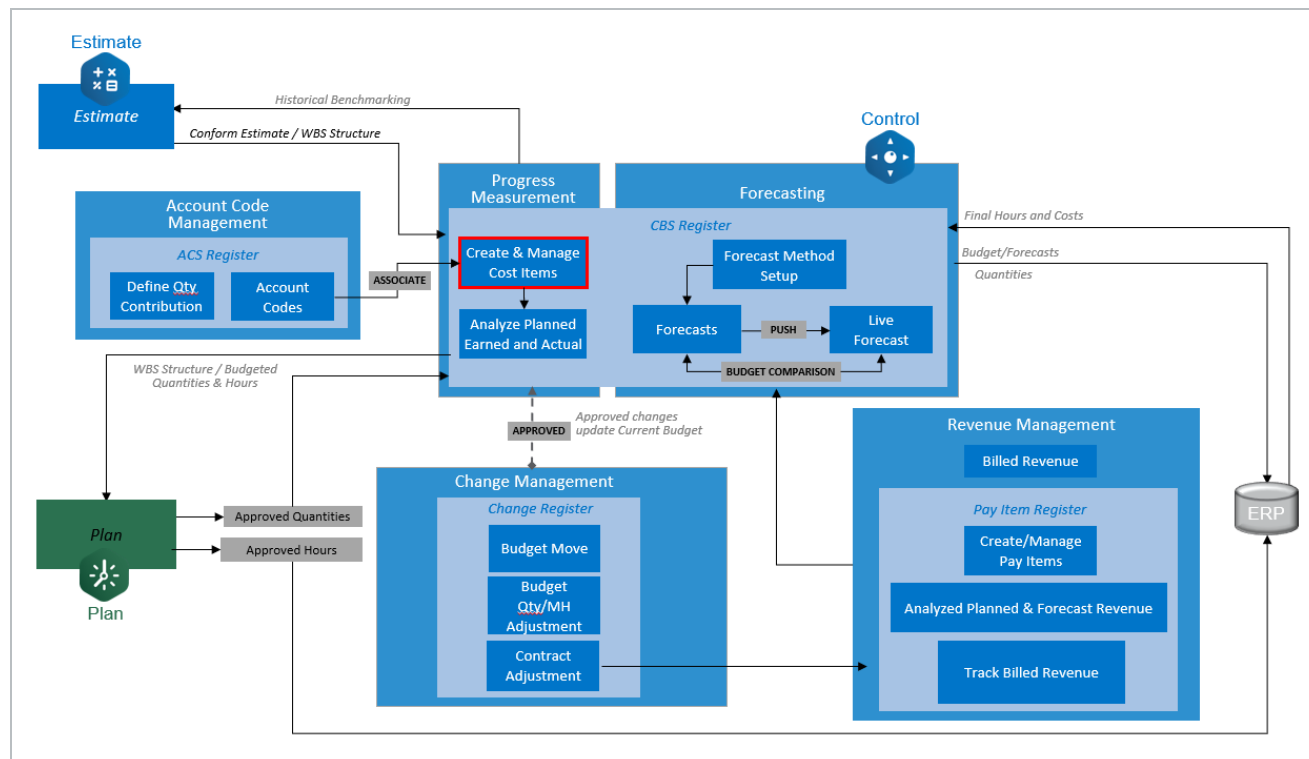 Estimate
Estimate
Historical Benchmarking
Conform Estimate / WBS Structure
Control
Progress
Measurement
Forecasting
Account Code
Management
ACS Register
Define Qty
Contribution
Account
Codes
ASSOCIATE
CBS Register
Create & Manage
Cost Items
Analyze Planned
Earned and Actual
Forecast Method
Setup
Forecasts
PUSH
Live
Forecast
BUDGET COMPARISON
Final Hours and Costs
Budget/Forecasts
Quantities
WBS Structure / Budgeted
Quantities & Hours
APPROVED
Approved changes
update Current Budget
Plan
Plan
Approved Quantities
Approved Hours
Change Management
Change Register
Budget Move
Budget
Qty/MH
Adjustment
Contract
Adjustment
Revenue Management
Billed Revenue
Pay Item Register
Create/Manage
Pay Items
Analyzed Planned & Forecast Revenue
Track Billed Revenue
ERP